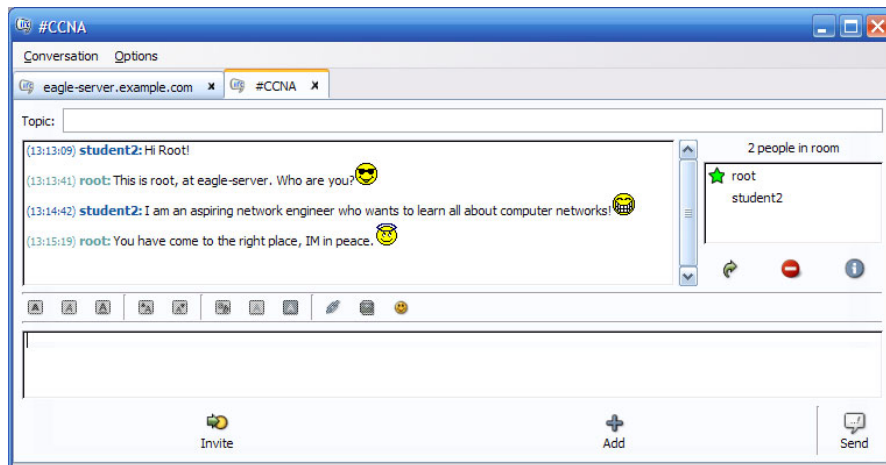 #CCNA
Conversation Options
eagle-server.example.com #CCNA
Topic:
(13:13:09) student2: Hi Root!
2 people in room
(13:13:41) root: This is root, at eagle-server. Who are you?
root
student2
(13:14:42) student2: I am an aspiring network engineer who wants to learn all about computer networks!
(13:15:19) root: You have come to the right place, IM in peace.
Invite Add Send